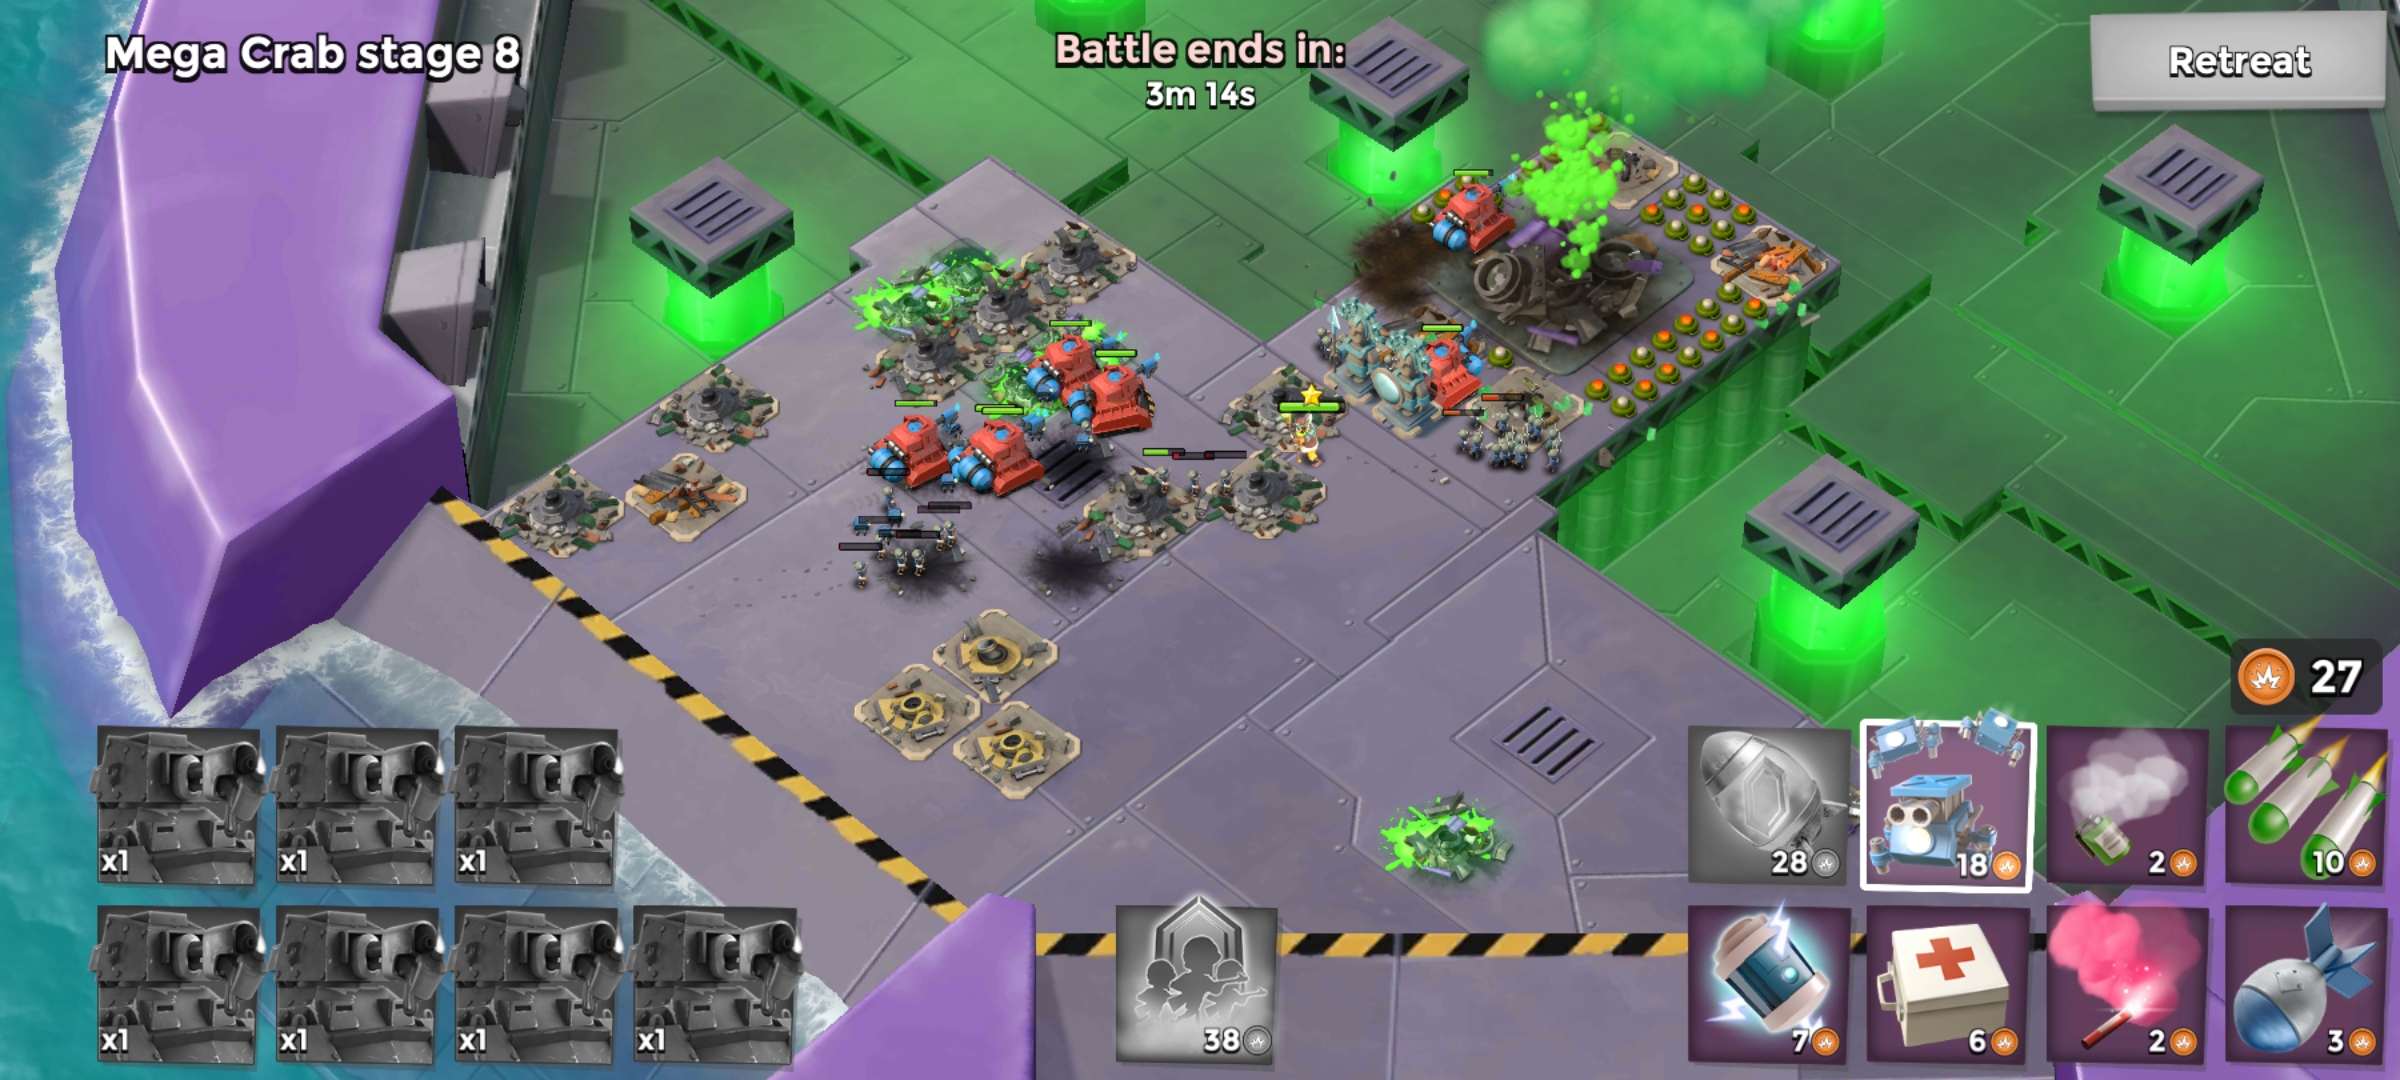 Mega Crab stage 8
Battle ends in:
3m 14s
Retreat
27
x1
x1
x1
28
18
2
10
x1
x1
x1
x1
38
7
6
2
3